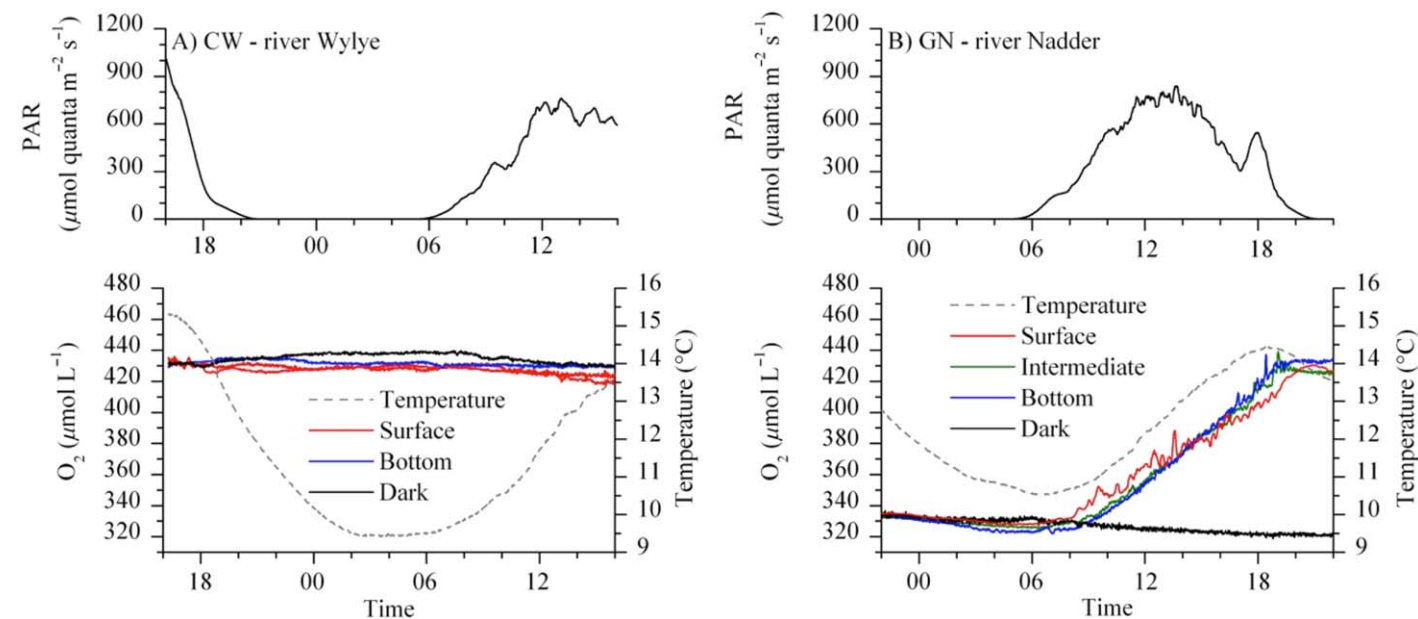 A) CW - river Wylye
PAR
(μmol quanta m⁻² s⁻¹)
1200
900
600
300
0
18
00
06
12
O₂ (μmol L⁻¹)
480
460
440
420
400
380
360
340
320
Temperature
Surface
Bottom
Dark
16
15
14
13
12
11
10
9
Temperature (°C)
18
00
06
12
Time
B) GN - river Nadder
PAR
(μmol quanta m⁻² s⁻¹)
1200
900
600
300
0
00
06
12
18
O₂ (μmol L⁻¹)
480
460
440
420
400
380
360
340
320
Temperature
Surface
Intermediate
Bottom
Dark
16
15
14
13
12
11
10
9
Temperature (°C)
00
06
12
18
Time